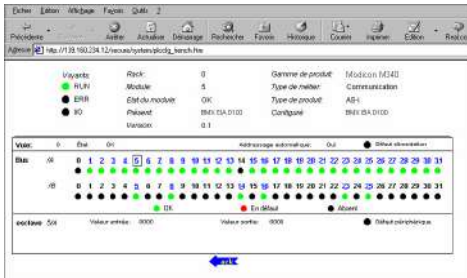 Fichier Edition Affichage Favoris Outils ?
Précédente Arrêter Actualiser Démarrage Rechercher Favoris Historique Courrier Imprimer Edition
Adresse http://139.160.234.12/secure/system/plccfg_french.htm
Voyants Rack: 0 Gamme de produit: Modicon M340
RUN Module: 5 Type de métier: Communication
ERR Etat du module: OK Type de produit: AS-i
I/O Présent: BMX EIA 0100 Configuré: BMX EIA 0100
Version: 0.1
Voie: 0 État OK Addressage automatique: Oui Défaut alimentation
Bus /A 0 1 2 3 4 5 6 7 8 9 10 11 12 13 14 15 16 17 18 19 20 21 22 23 24 25 26 27 28 29 30 31
/B 0 1 2 3 4 5 6 7 8 9 10 11 12 13 14 15 16 17 18 19 20 21 22 23 24 25 26 27 28 29 30 31
OK En défaut Absent
esclave 5/A Valeur entrée: 0000 Valeur sortie: 0000 Défaut périphérique